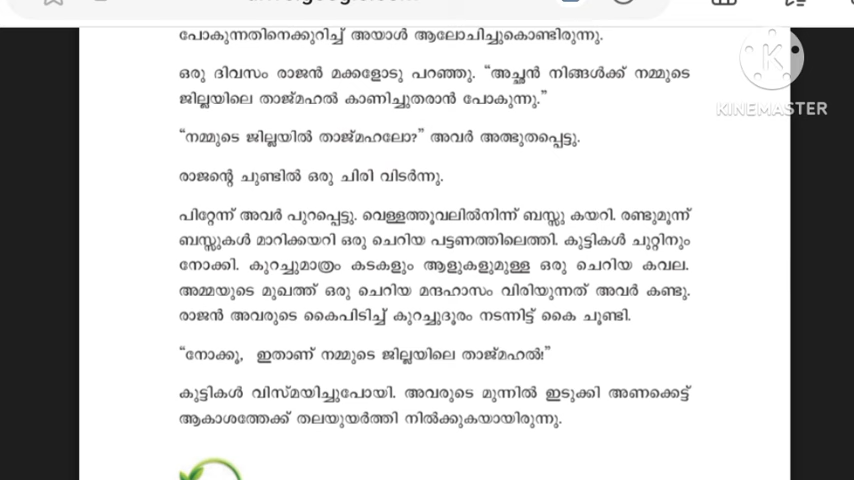 പോകുന്നതിനെക്കുറിച്ച് അയാൾ ആലോചിച്ചുകൊണ്ടിരുന്നു.
ഒരു ദിവസം രാജൻ മക്കളോടു പറഞ്ഞു. “അച്ഛൻ നിങ്ങൾക്ക് നമ്മുടെ
ജില്ലയിലെ താജ്മഹൽ കാണിച്ചുതരാൻ പോകുന്നു.”
KINEMASTER
“നമ്മുടെ ജില്ലയിൽ താജ്മഹലോ?” അവർ അത്ഭുതപ്പെട്ടു.
രാജന്റെ ചുണ്ടിൽ ഒരു ചിരി വിടർന്നു.
പിറ്റേന്ന് അവർ പുറപ്പെട്ടു. വെള്ളത്തൂവലിൽനിന്ന് ബസ്സു കയറി. രണ്ടുമൂന്ന്
ബസ്സുകൾ മാറിക്കയറി ഒരു ചെറിയ പട്ടണത്തിലെത്തി. കുട്ടികൾ ചുറ്റിനും
നോക്കി. കുറച്ചുമാത്രം കടകളും ആളുകളുമുള്ള ഒരു ചെറിയ കവല.
അമ്മയുടെ മുഖത്ത് ഒരു ചെറിയ മന്ദഹാസം വിരിയുന്നത് അവർ കണ്ടു.
രാജൻ അവരുടെ കൈപിടിച്ച് കുറച്ചുദൂരം നടന്നിട്ട് കൈ ചൂണ്ടി.
“നോക്കൂ, ഇതാണ് നമ്മുടെ ജില്ലയിലെ താജ്മഹൽ!”
കുട്ടികൾ വിസ്മയിച്ചുപോയി. അവരുടെ മുന്നിൽ ഇടുക്കി അണക്കെട്ട്
ആകാശത്തേക്ക് തലയുയർത്തി നിൽക്കുകയായിരുന്നു.